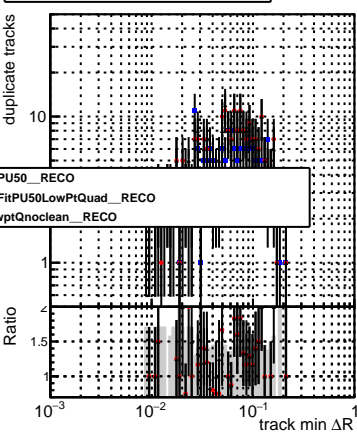 duplicate tracks
10
PU50__RECO
FitPU50LowPtQuad__RECO
wptQnoclean__RECO
1
Ratio
2
1.5
1
10⁻³ 10⁻² 10⁻¹ 1
track min ΔR